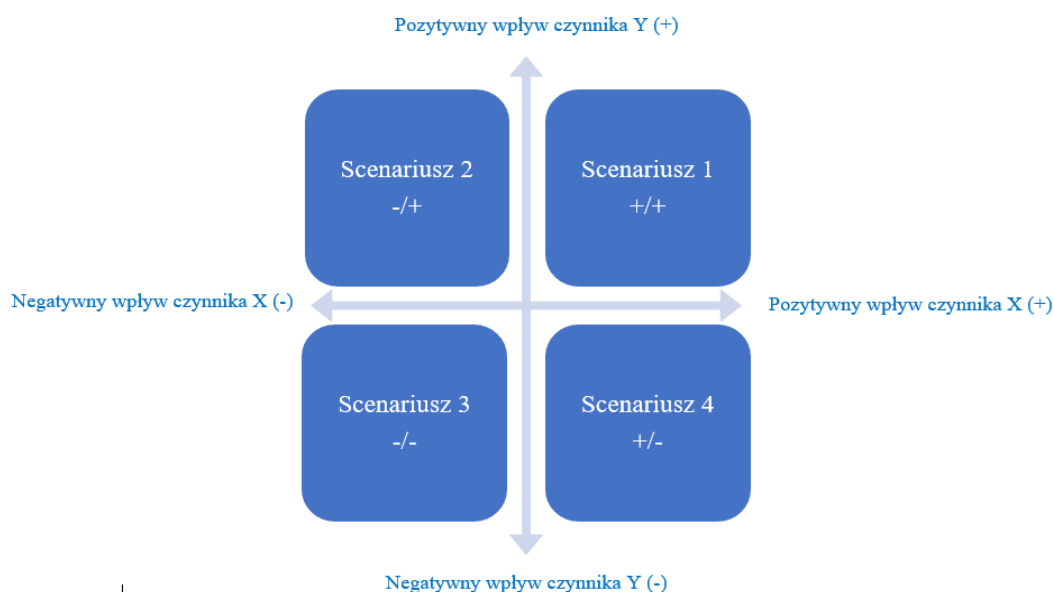 Pozytywny wpływ czynnika Y (+)
Scenariusz 2
-/+
Scenariusz 1
+/+
Negatywny wpływ czynnika X (-)
Pozytywny wpływ czynnika X (+)
Scenariusz 3
-/-
Scenariusz 4
+/-
Negatywny wpływ czynnika Y (-)